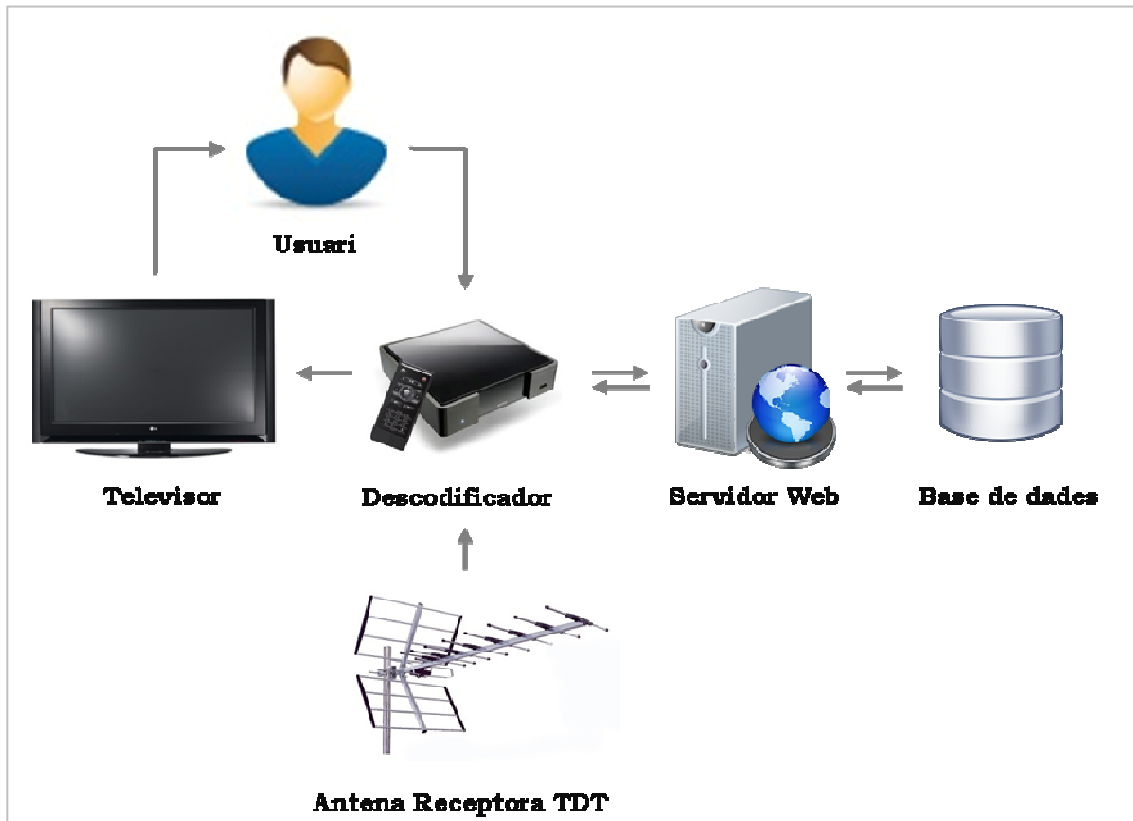 Usuari
Televisor
Descodificador
Servidor Web
Base de dades
Antena Receptora TDT